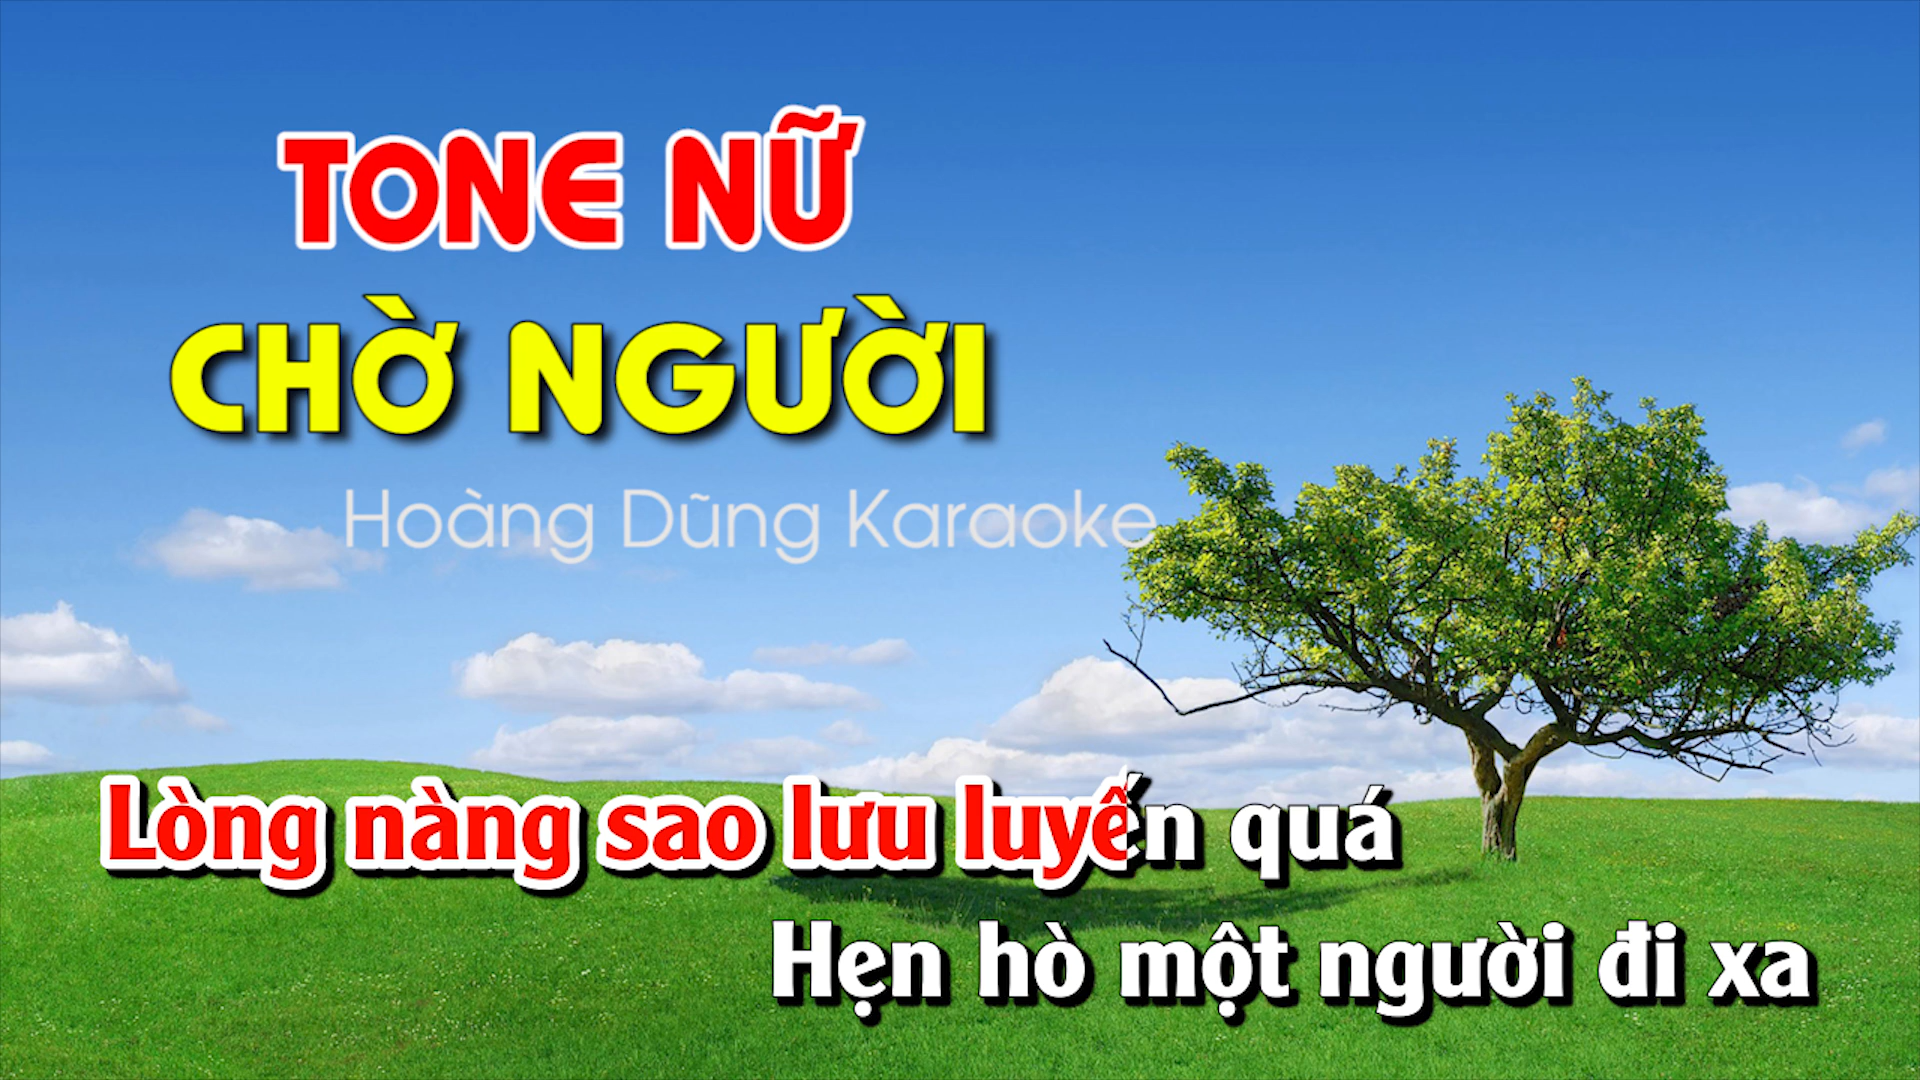 TONE NỮ
CHỜ NGƯỜI
Hoàng Dũng Karaoke
Lòng nàng sao lưu luyến quá
Hẹn hò một người đi xa